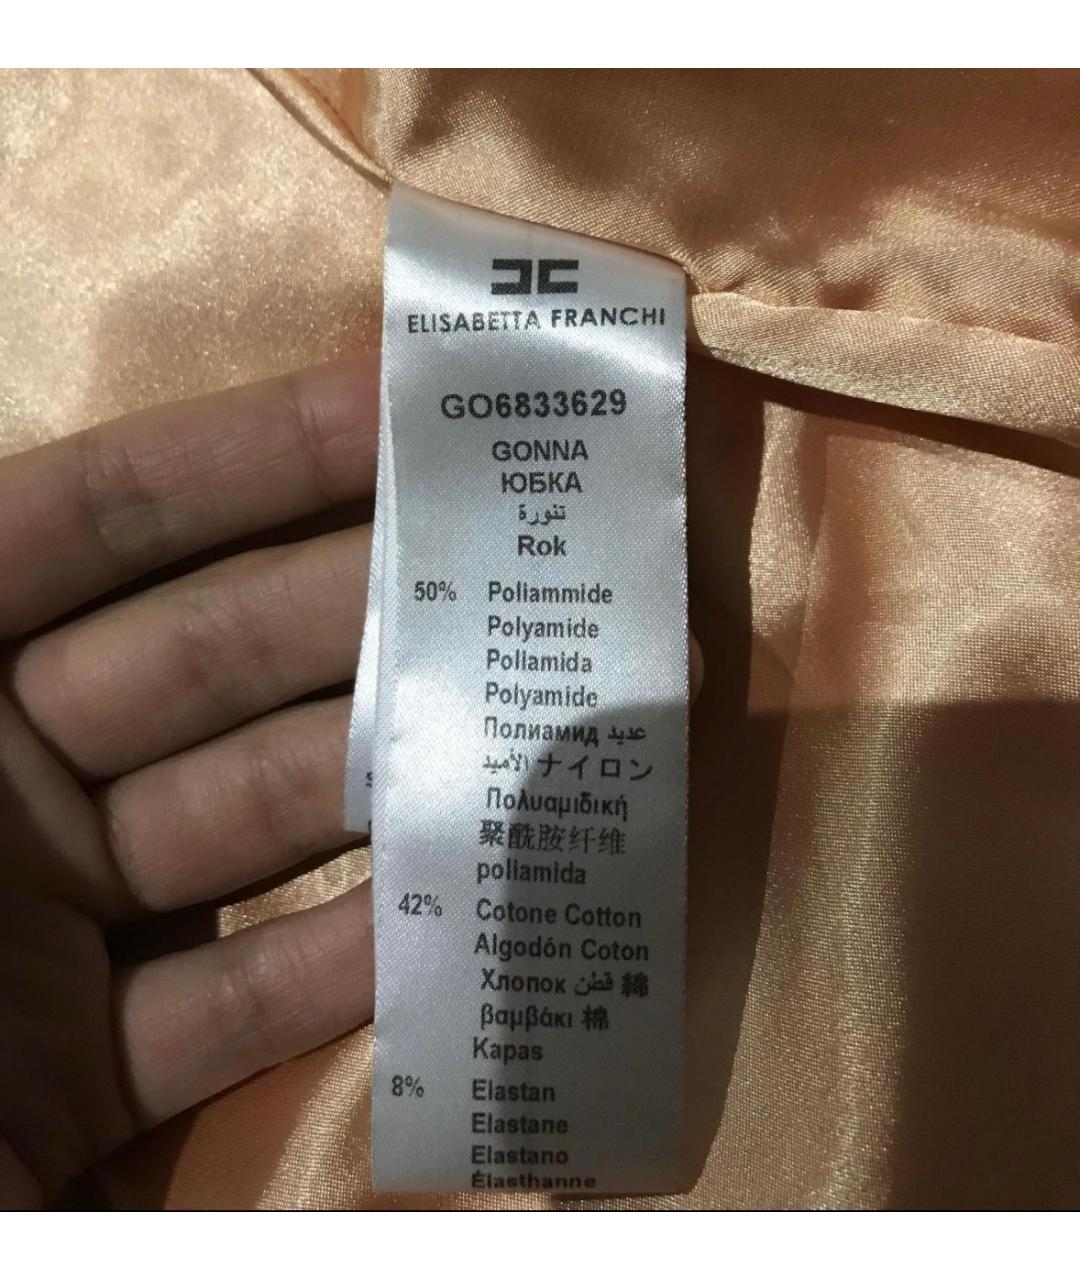 ELISABETTA FRANCHI
GO6833629
GONNA
ЮБКА
تنورة
Rok
50% Poliammide
Polyamide
Poliamida
Polyamide
Полиамид عديد
الأميد ナイロン
Πολυαμιδική
聚酰胺纤维
poliamida
42% Cotone Cotton
Algodón Coton
Хлопок قطن 綿
βαμβάκι 棉
Kapas
8% Elastan
Elastane
Elastano
Élasthanne